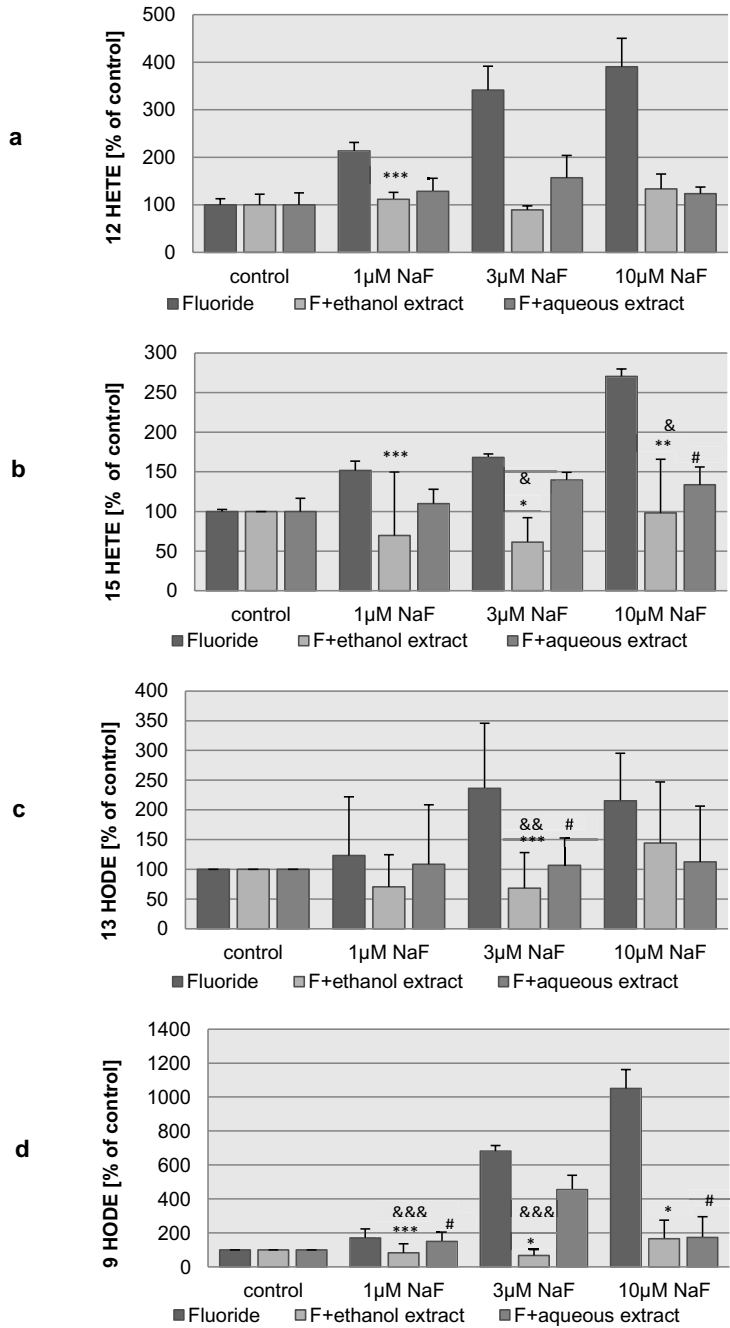 a
12 HETE [% of control]
500
400
300
200
100
0
***
control
1µM NaF
3µM NaF
10µM NaF
Fluoride
F+ethanol extract
F+aqueous extract
b
15 HETE [% of control]
300
250
200
150
100
50
0
***
&
*
&
**
#
control
1µM NaF
3µM NaF
10µM NaF
Fluoride
F+ethanol extract
F+aqueous extract
c
13 HODE [% of control]
400
350
300
250
200
150
100
50
0
&&
***
#
control
1µM NaF
3µM NaF
10µM NaF
Fluoride
F+ethanol extract
F+aqueous extract
d
9 HODE [% of control]
1400
1200
1000
800
600
400
200
0
&&&
***
#
&&&
*
*
#
control
1µM NaF
3µM NaF
10µM NaF
Fluoride
F+ethanol extract
F+aqueous extract